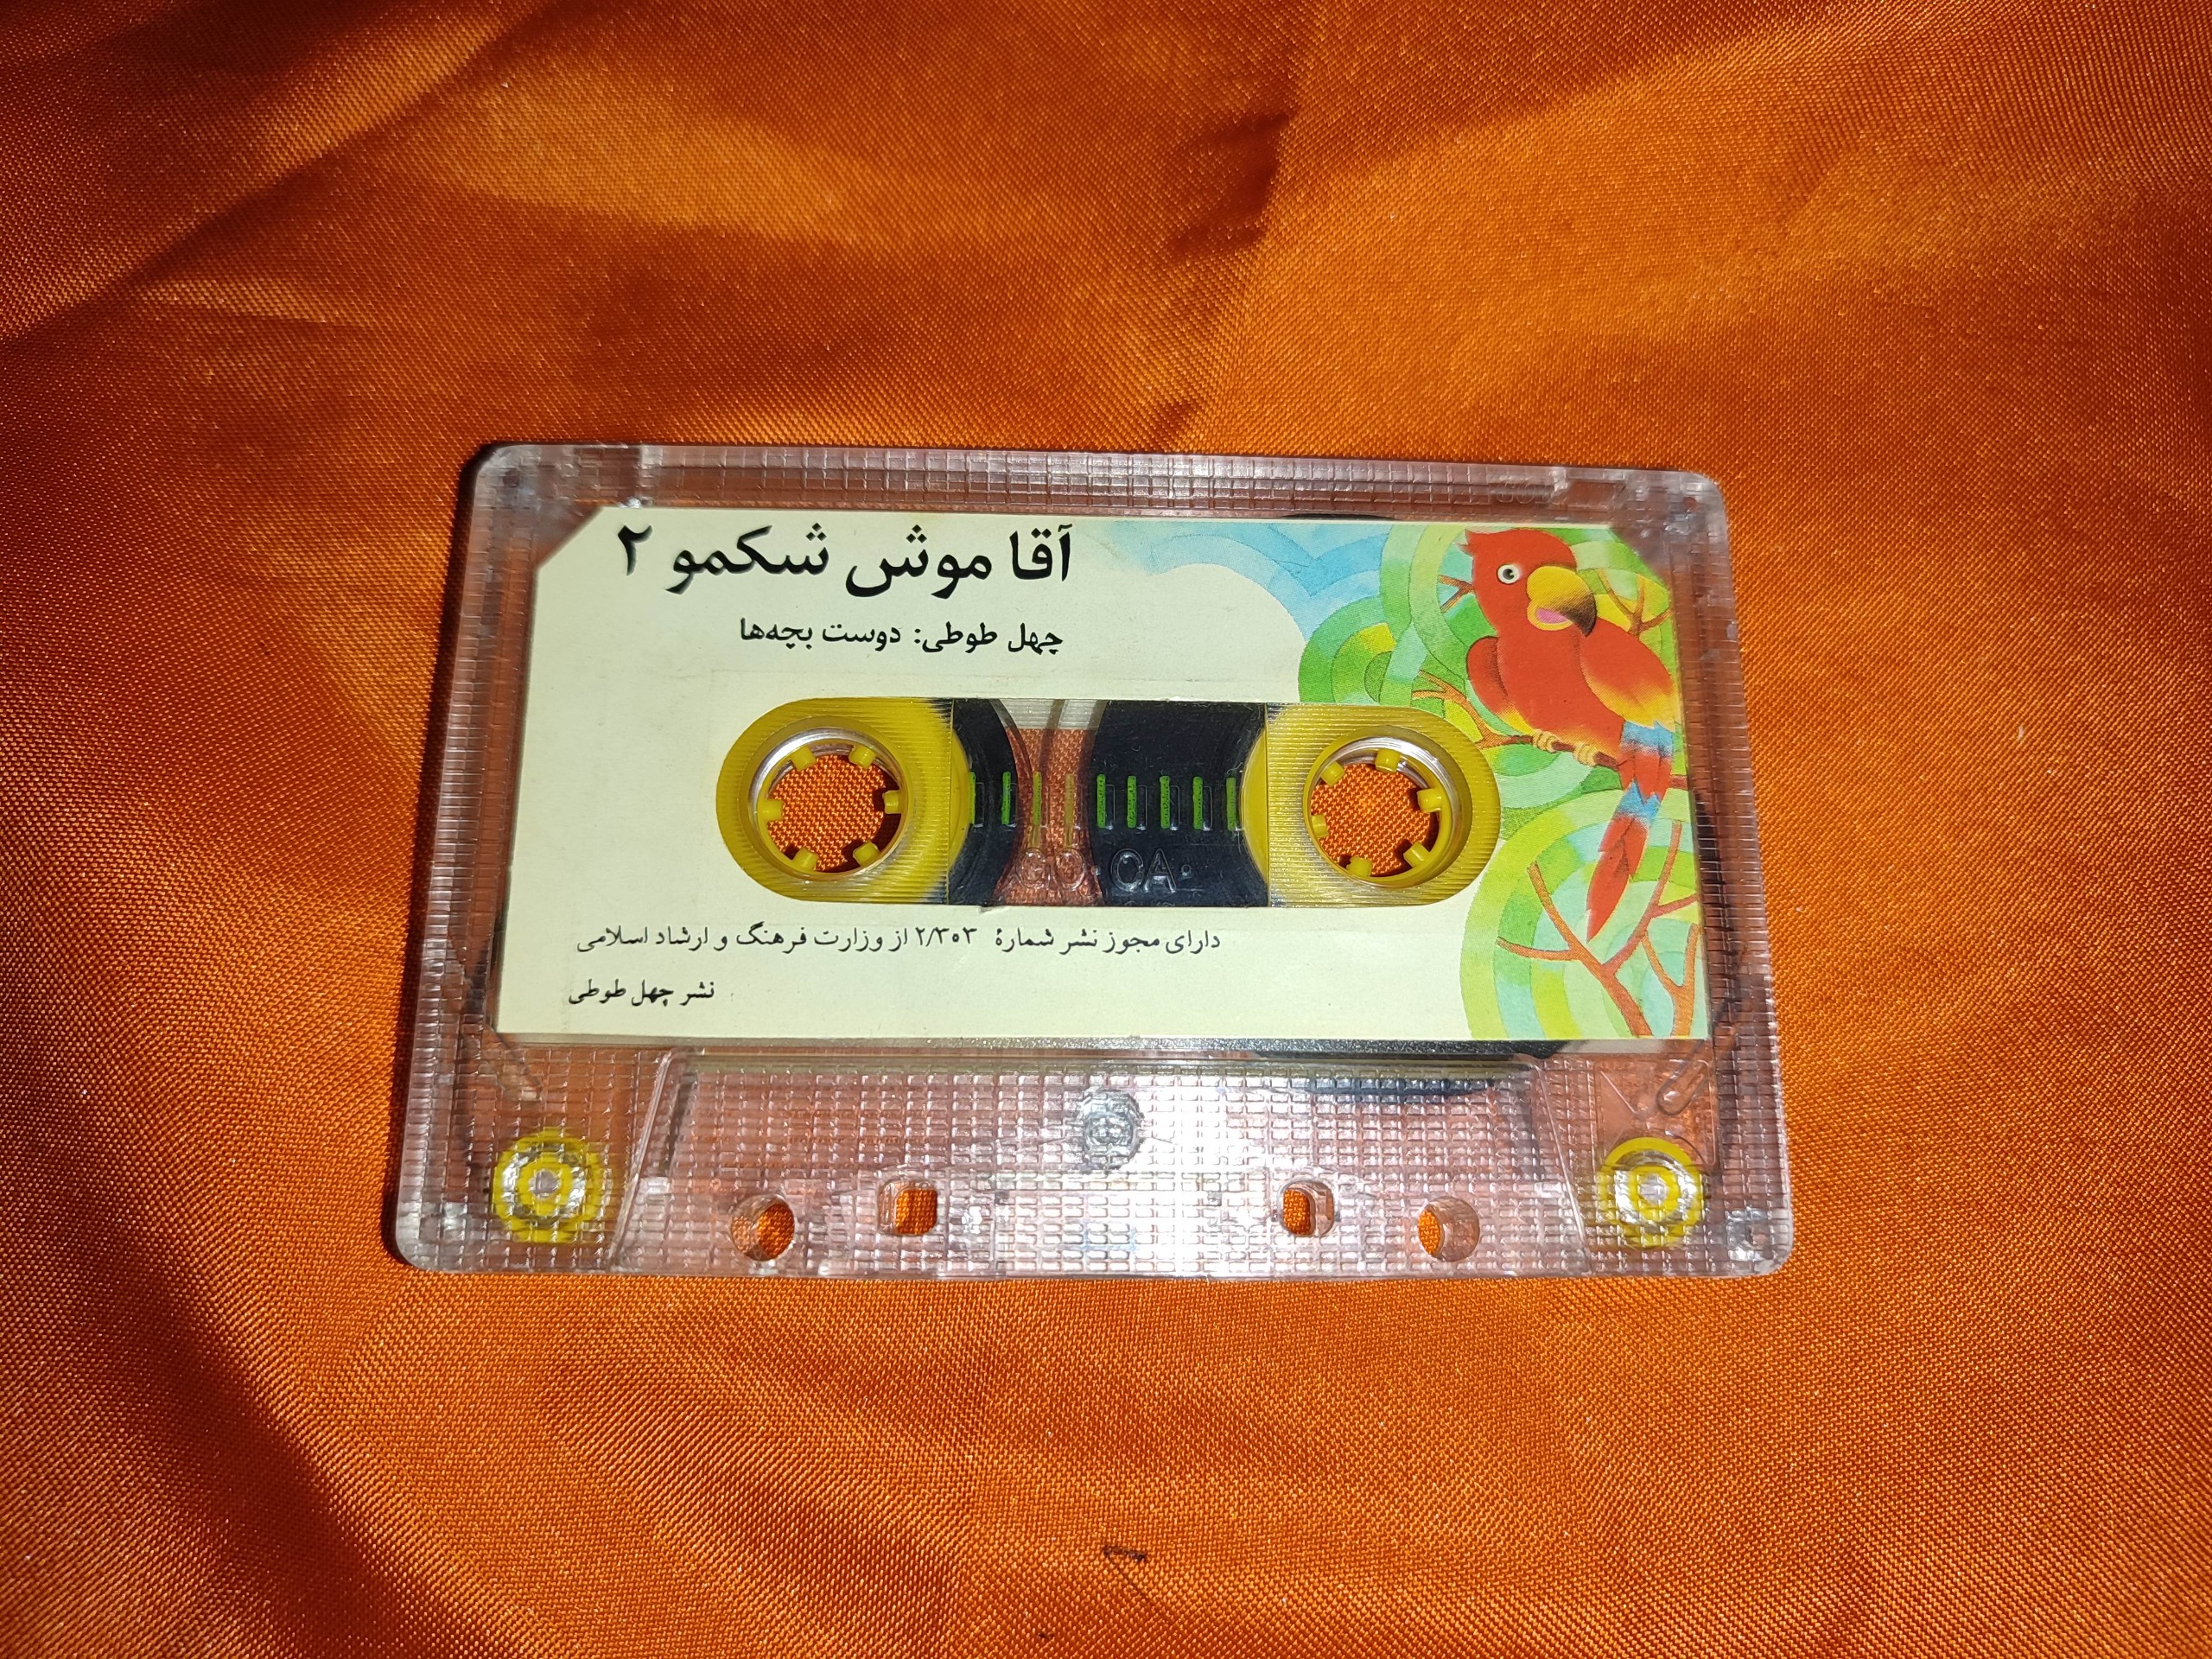 آقا موش شکمو ۲
چهل طوطی: دوست بچه‌ها
دارای مجوز نشر شمارهٔ ۲/۳۰۳ از وزارت فرهنگ و ارشاد اسلامی
نشر چهل طوطی